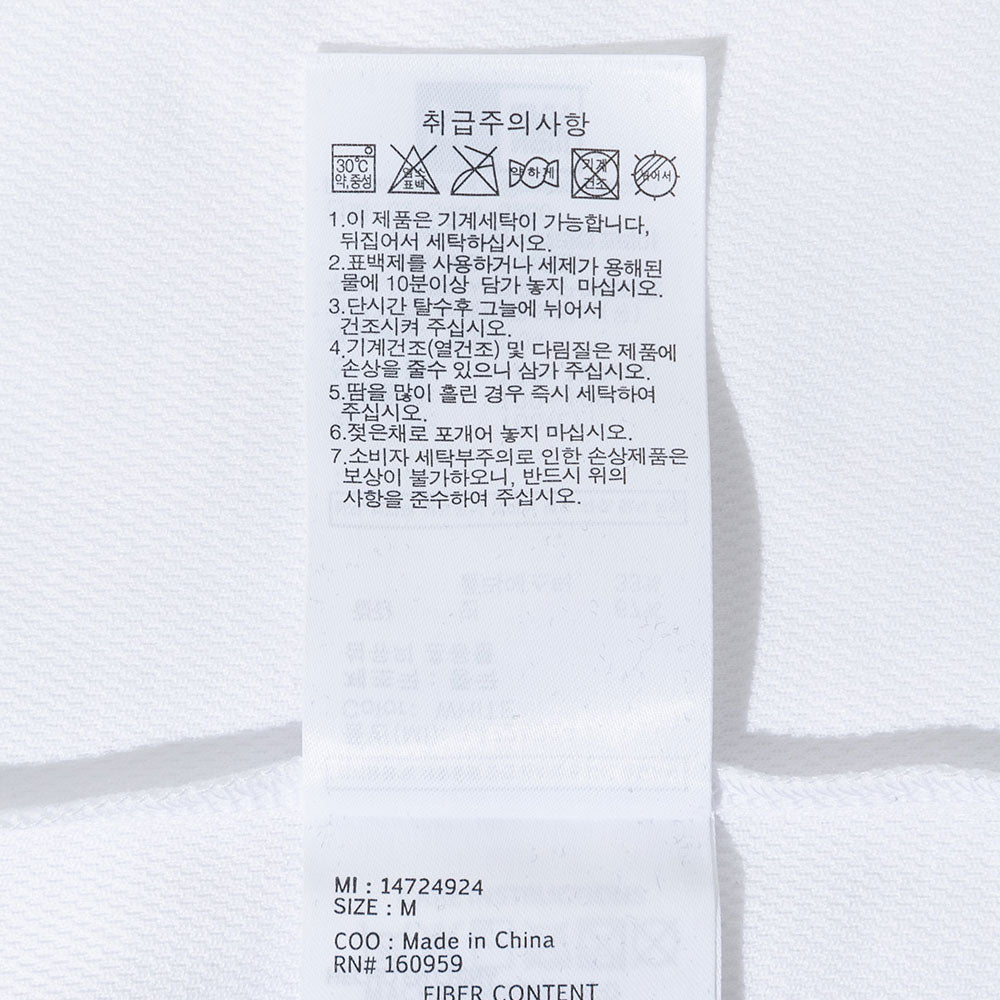 취급주의사항
30℃
약,중성
염소
표백
약하게
기계
건조
뉘어서
1.이 제품은 기계세탁이 가능합니다,
뒤집어서 세탁하십시오.
2.표백제를 사용하거나 세제가 용해된
물에 10분이상 담가 놓지 마십시오.
3.단시간 탈수후 그늘에 뉘어서
건조시켜 주십시오.
4.기계건조(열건조) 및 다림질은 제품에
손상을 줄수 있으니 삼가 주십시오.
5.땀을 많이 흘린 경우 즉시 세탁하여
주십시오.
6.젖은채로 포개어 놓지 마십시오.
7.소비자 세탁부주의로 인한 손상제품은
보상이 불가하오니, 반드시 위의
사항을 준수하여 주십시오.
MI : 14724924
SIZE : M
COO : Made in China
RN# 160959
FIBER CONTENT